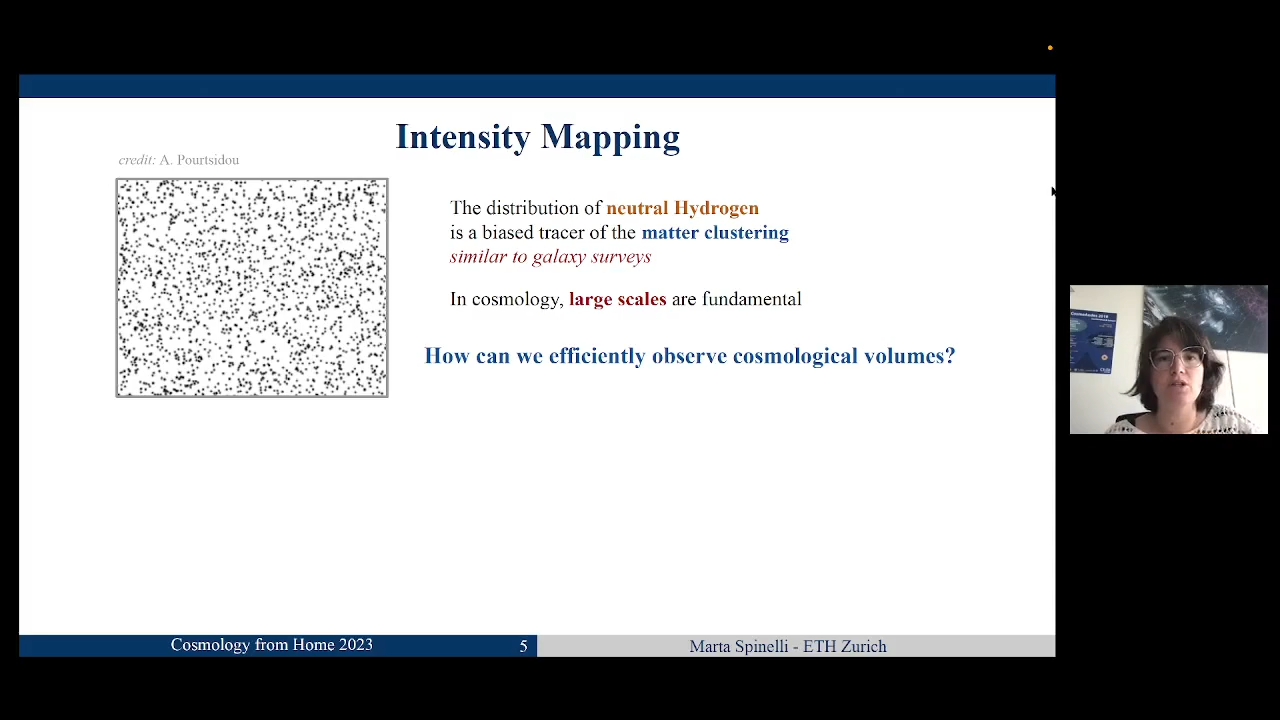 Intensity Mapping
credit: A. Pourtsidou
The distribution of neutral Hydrogen
is a biased tracer of the matter clustering
similar to galaxy surveys
In cosmology, large scales are fundamental
How can we efficiently observe cosmological volumes?
Cosmology from Home 2023
5
Marta Spinelli - ETH Zurich